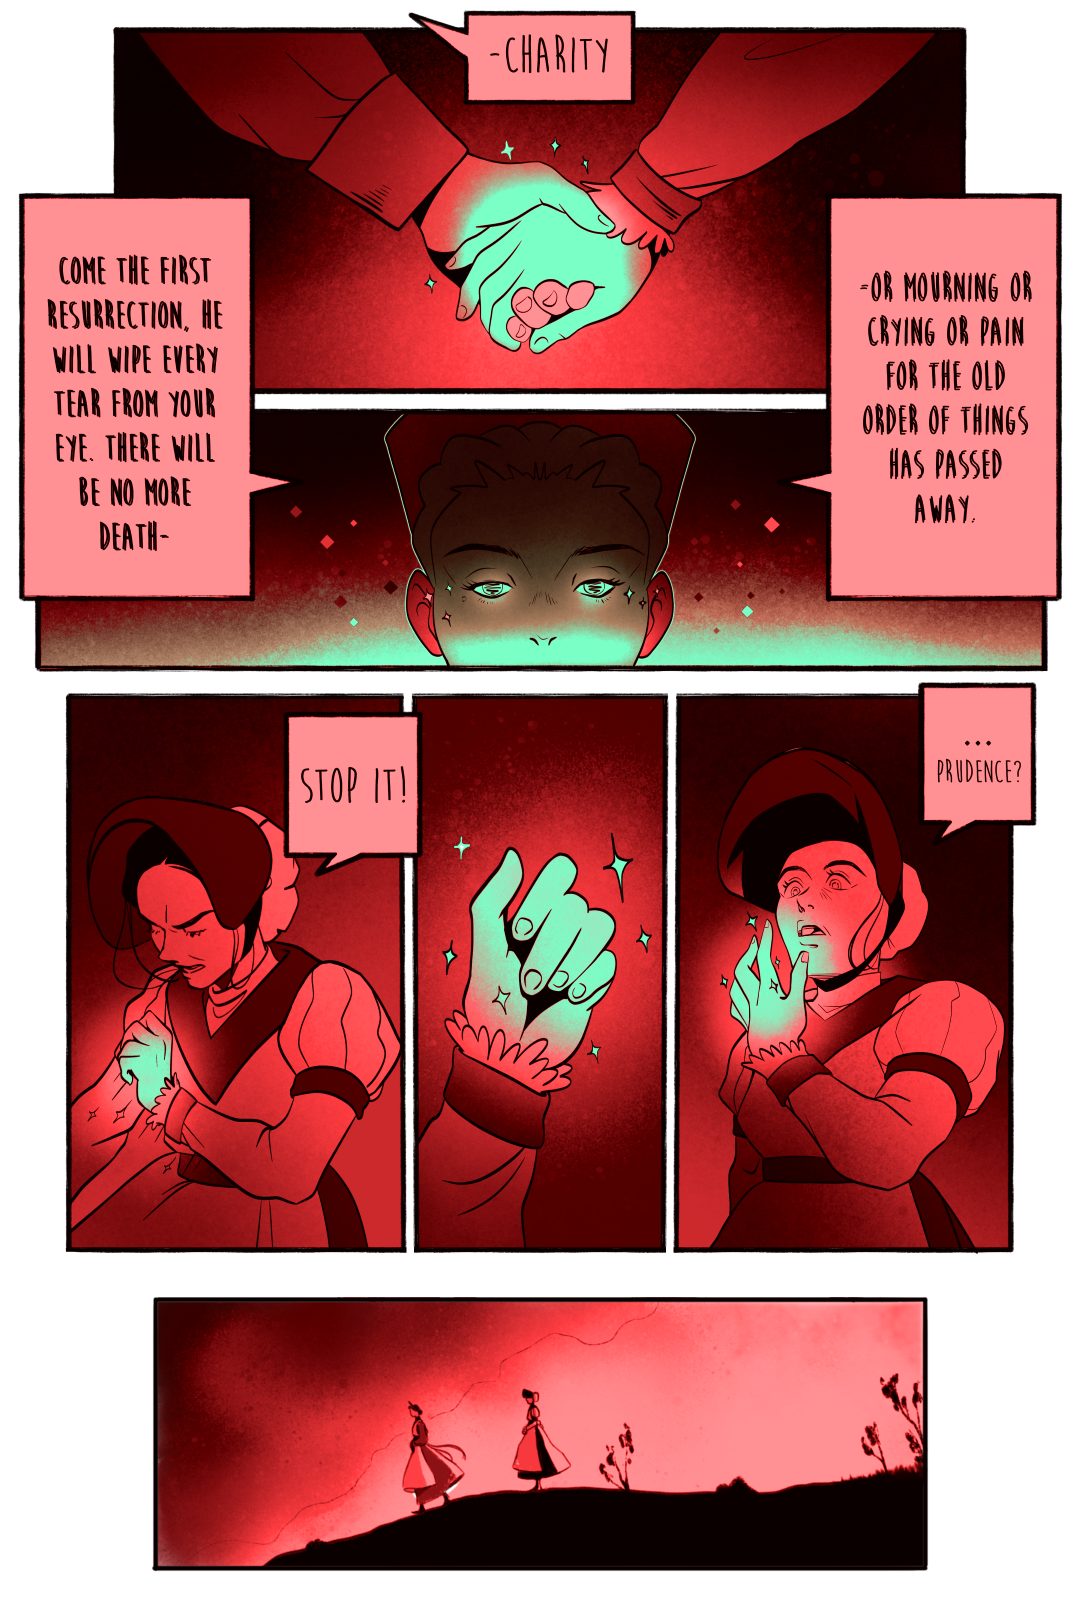 -CHARITY
COME THE FIRST
RESURRECTION, HE
WILL WIPE EVERY
TEAR FROM YOUR
EYE. THERE WILL
BE NO MORE
DEATH-
-OR MOURNING OR
CRYING OR PAIN
FOR THE OLD
ORDER OF THINGS
HAS PASSED
AWAY.
STOP IT!
...
PRUDENCE?